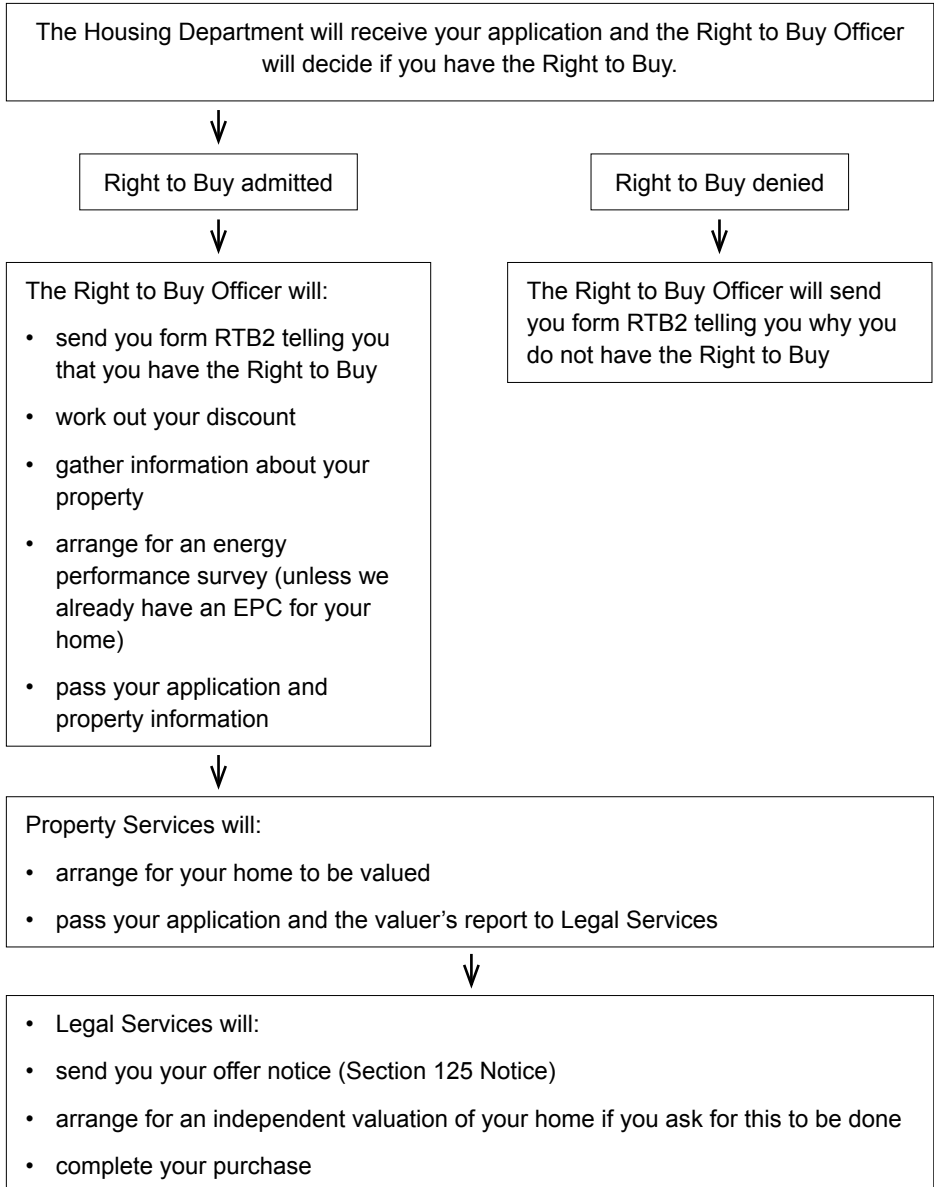 The Housing Department will receive your application and the Right to Buy Officer
will decide if you have the Right to Buy.
Right to Buy admitted
Right to Buy denied
The Right to Buy Officer will:
• send you form RTB2 telling you
that you have the Right to Buy
• work out your discount
• gather information about your
property
• arrange for an energy
performance survey (unless we
already have an EPC for your
home)
• pass your application and
property information
The Right to Buy Officer will send
you form RTB2 telling you why you
do not have the Right to Buy
Property Services will:
• arrange for your home to be valued
• pass your application and the valuer’s report to Legal Services
• Legal Services will:
• send you your offer notice (Section 125 Notice)
• arrange for an independent valuation of your home if you ask for this to be done
• complete your purchase